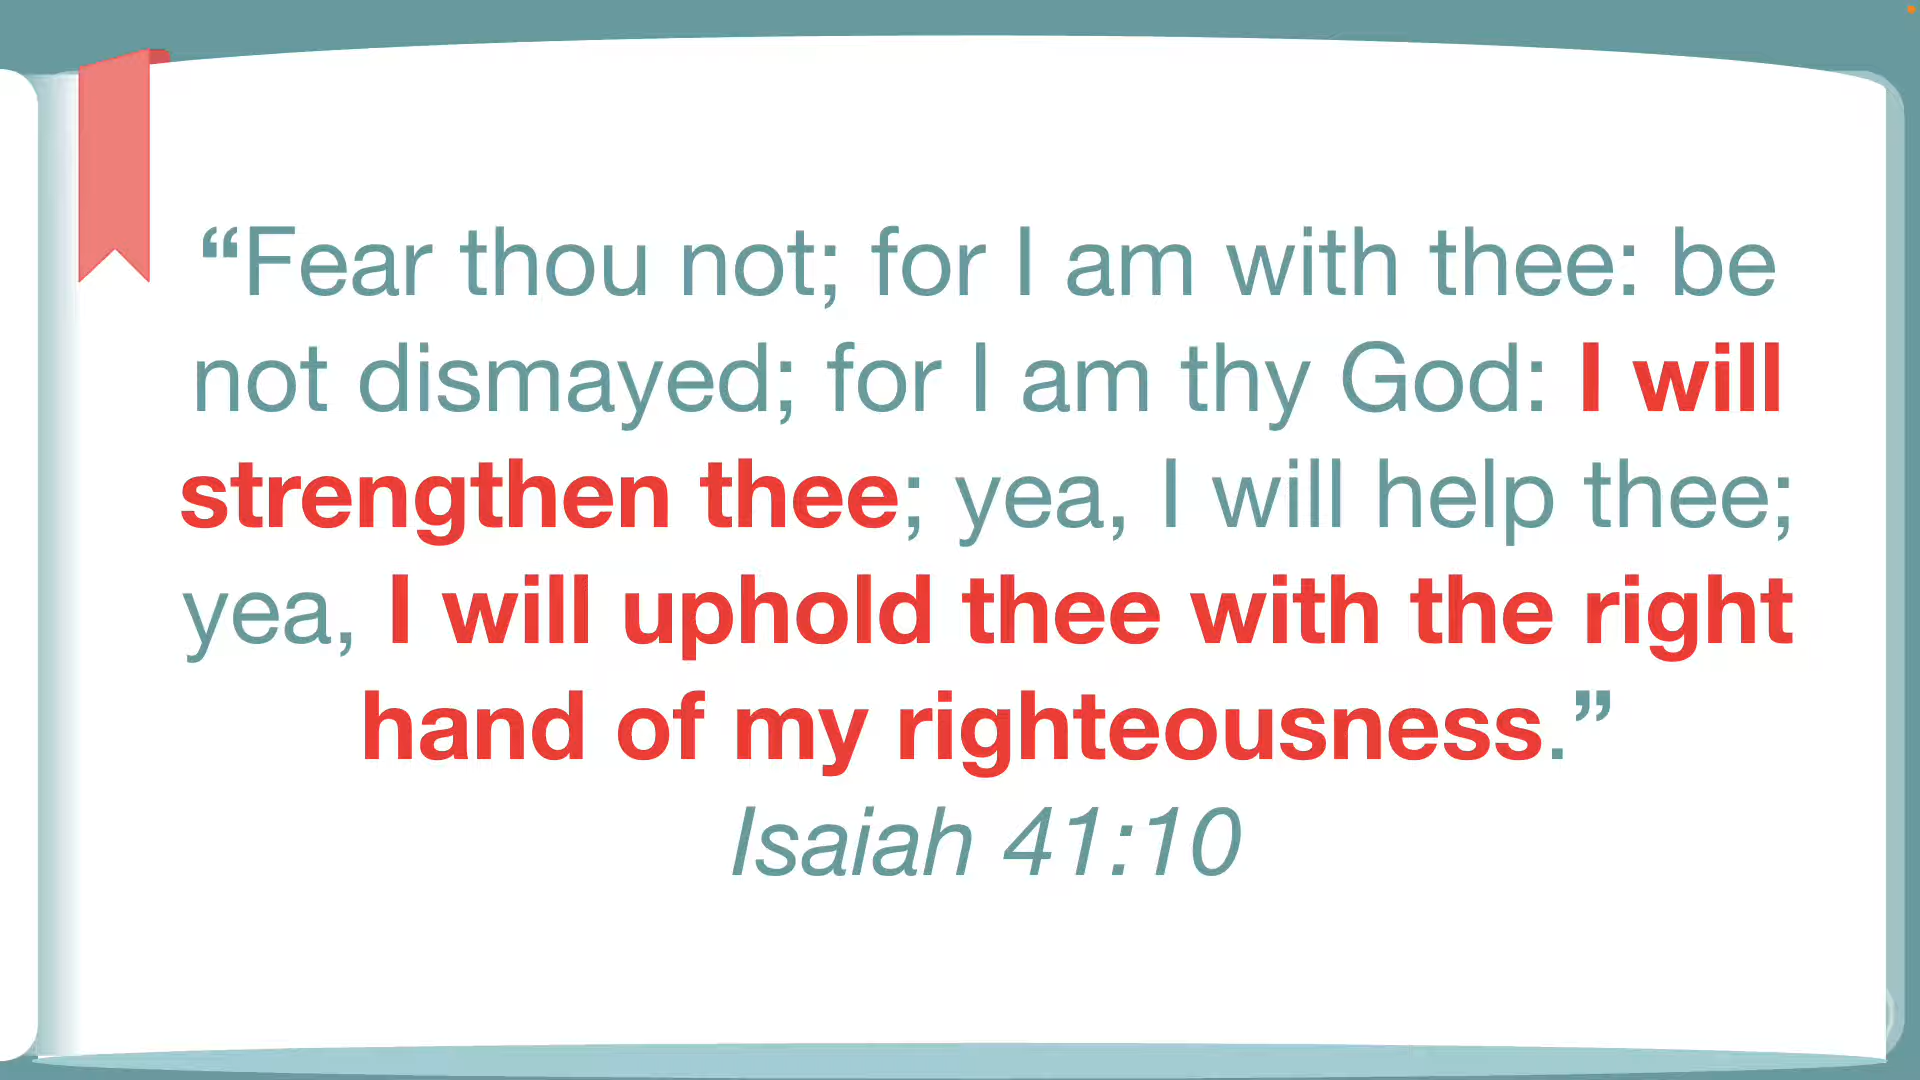 “Fear thou not; for I am with thee: be
not dismayed; for I am thy God: I will
strengthen thee; yea, I will help thee;
yea, I will uphold thee with the right
hand of my righteousness.”
Isaiah 41:10